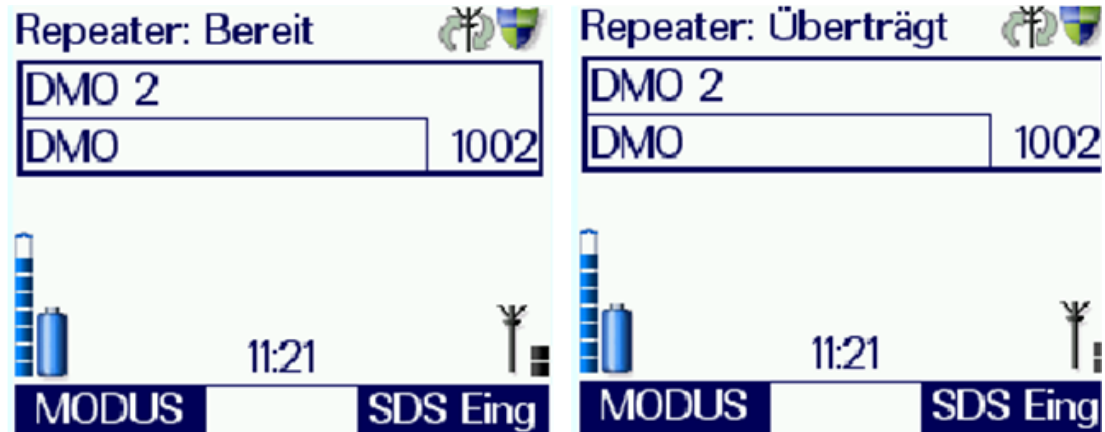 Repeater: Bereit
DMO 2
DMO 1002
11:21
MODUS SDS Eing
Repeater: Überträgt
DMO 2
DMO 1002
11:21
MODUS SDS Eing